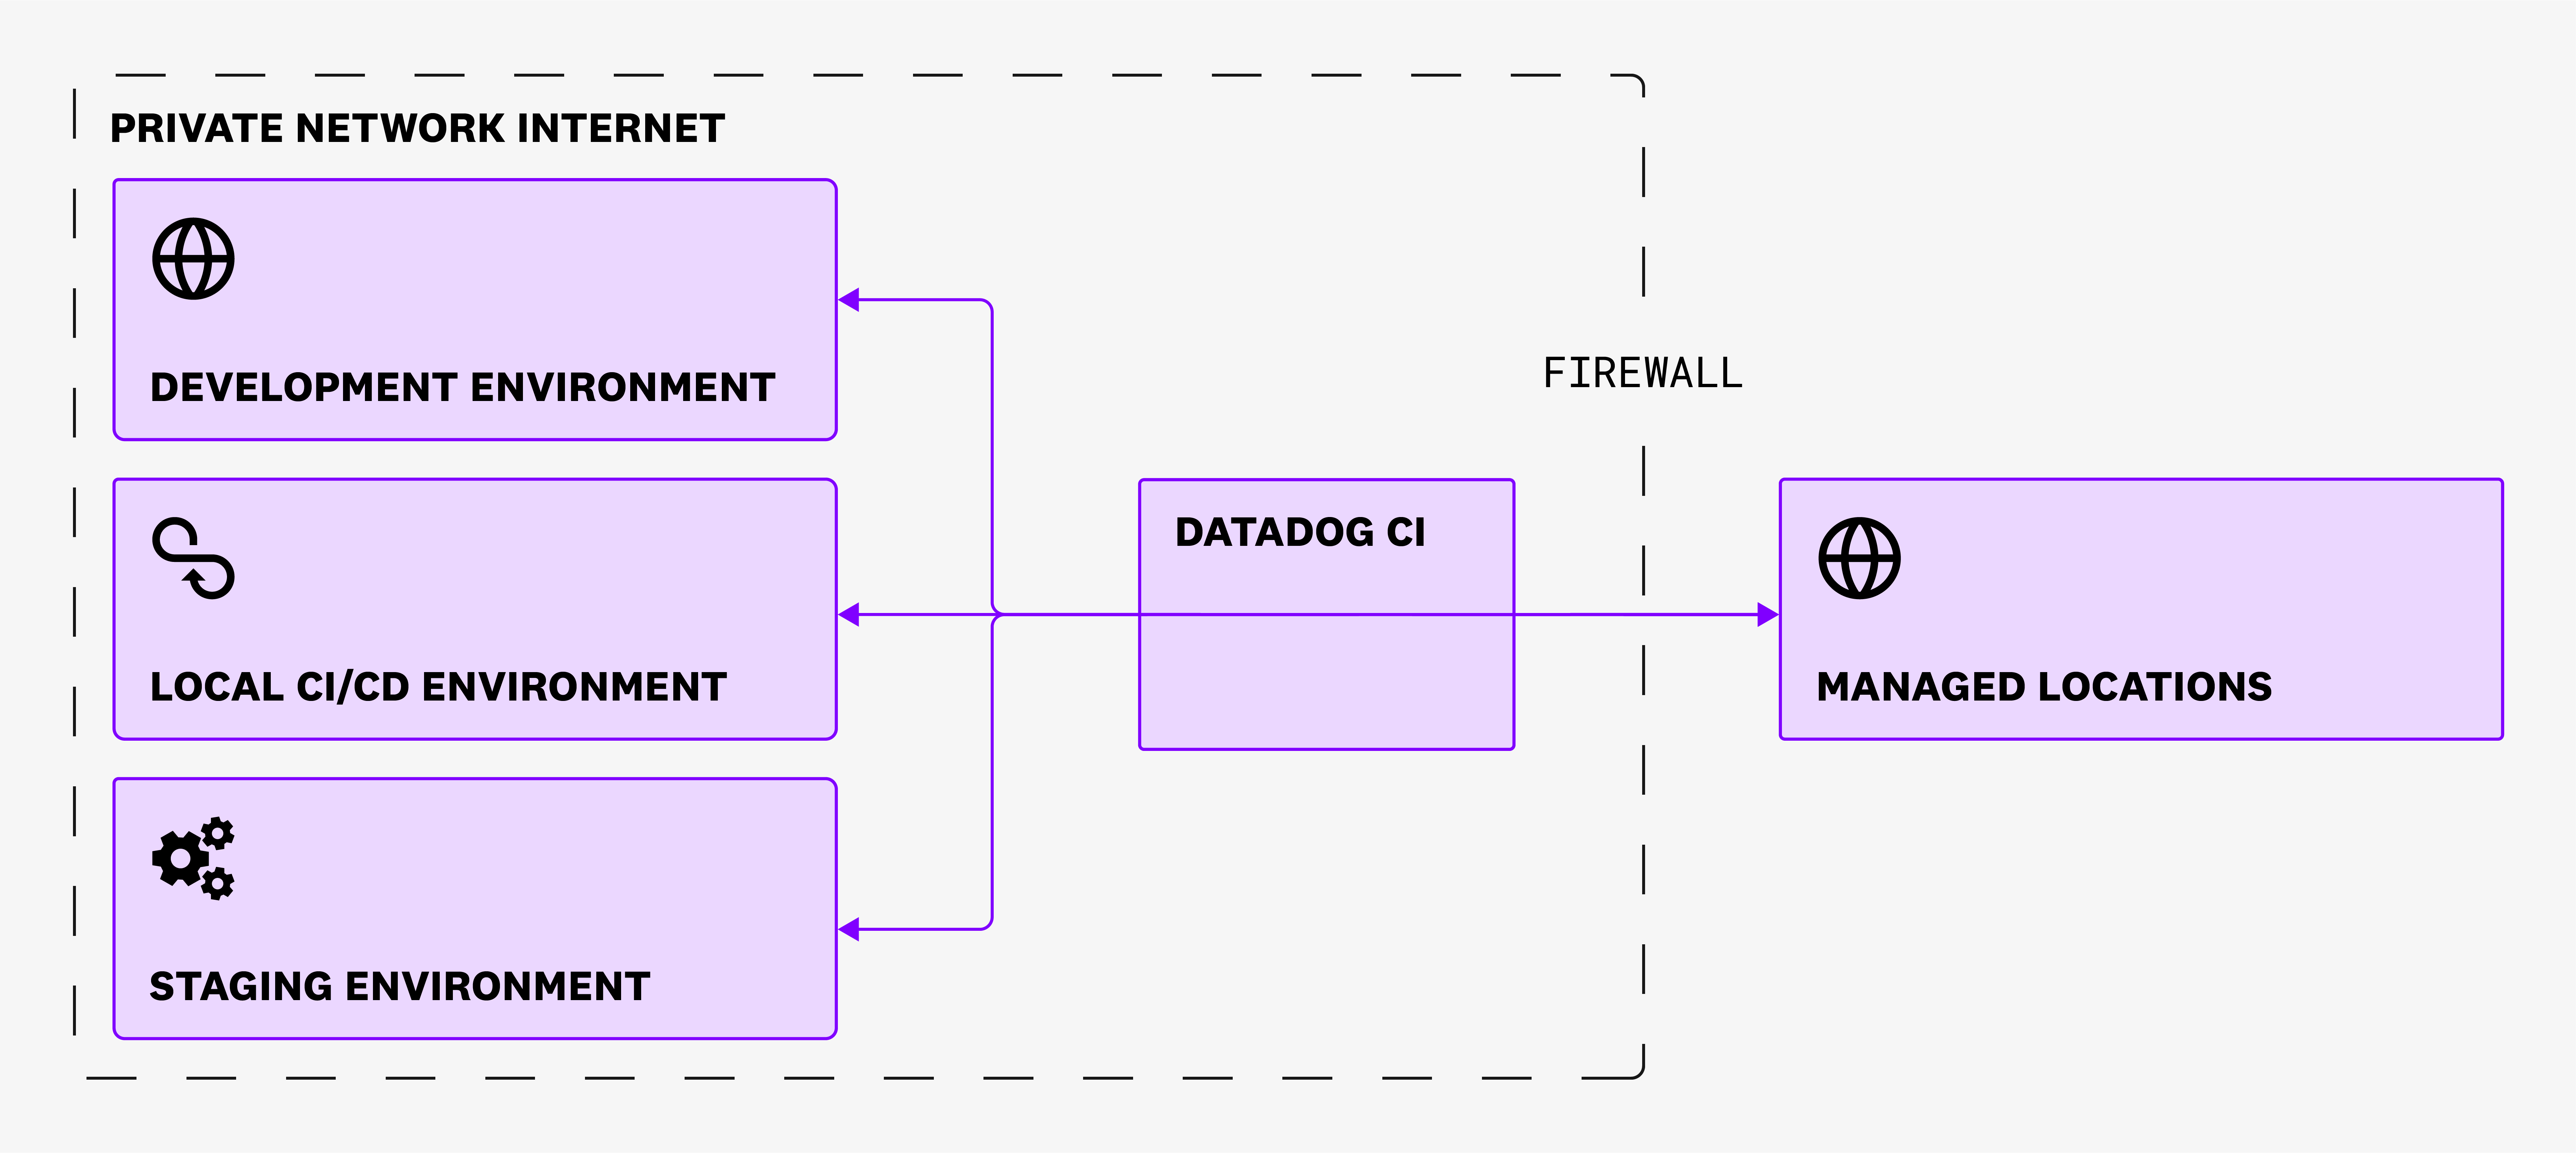 PRIVATE NETWORK INTERNET
DEVELOPMENT ENVIRONMENT
FIREWALL
DATADOG CI
LOCAL CI/CD ENVIRONMENT
MANAGED LOCATIONS
STAGING ENVIRONMENT